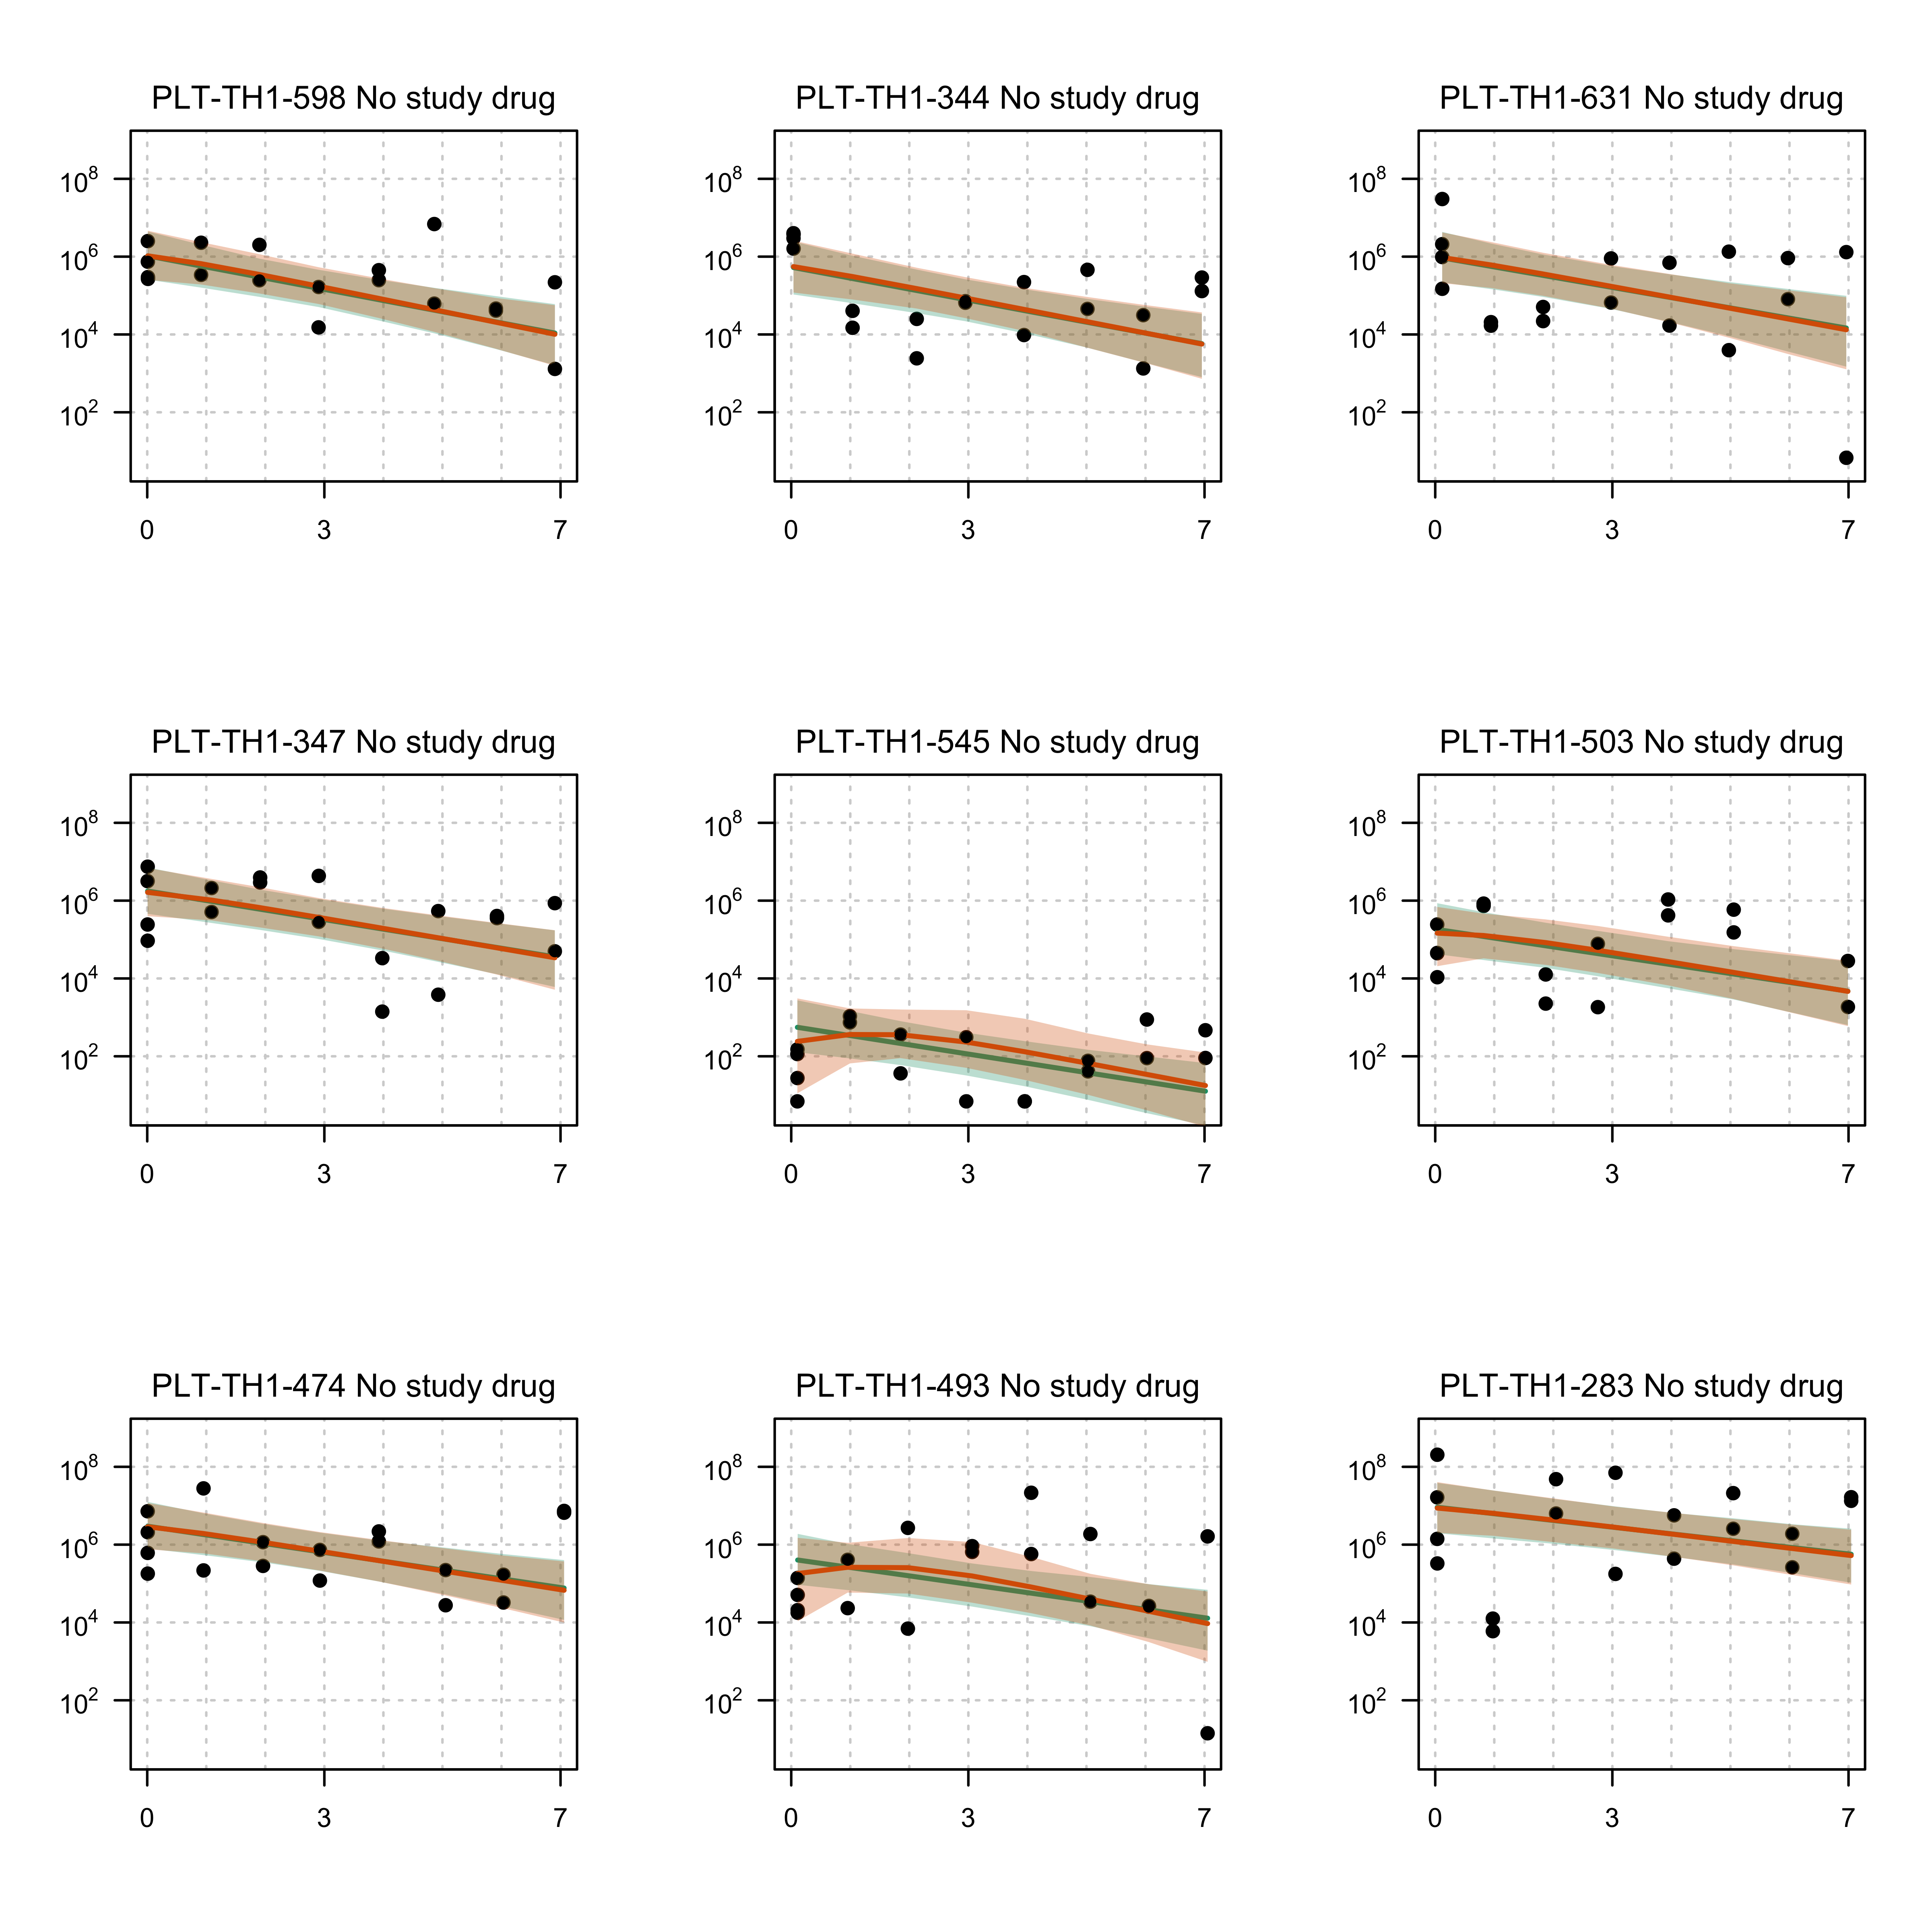 PLT-TH1-598 No study drug
10^8
10^6
10^4
10^2
0 3 7
PLT-TH1-344 No study drug
10^8
10^6
10^4
10^2
0 3 7
PLT-TH1-631 No study drug
10^8
10^6
10^4
10^2
0 3 7
PLT-TH1-347 No study drug
10^8
10^6
10^4
10^2
0 3 7
PLT-TH1-545 No study drug
10^8
10^6
10^4
10^2
0 3 7
PLT-TH1-503 No study drug
10^8
10^6
10^4
10^2
0 3 7
PLT-TH1-474 No study drug
10^8
10^6
10^4
10^2
0 3 7
PLT-TH1-493 No study drug
10^8
10^6
10^4
10^2
0 3 7
PLT-TH1-283 No study drug
10^8
10^6
10^4
10^2
0 3 7